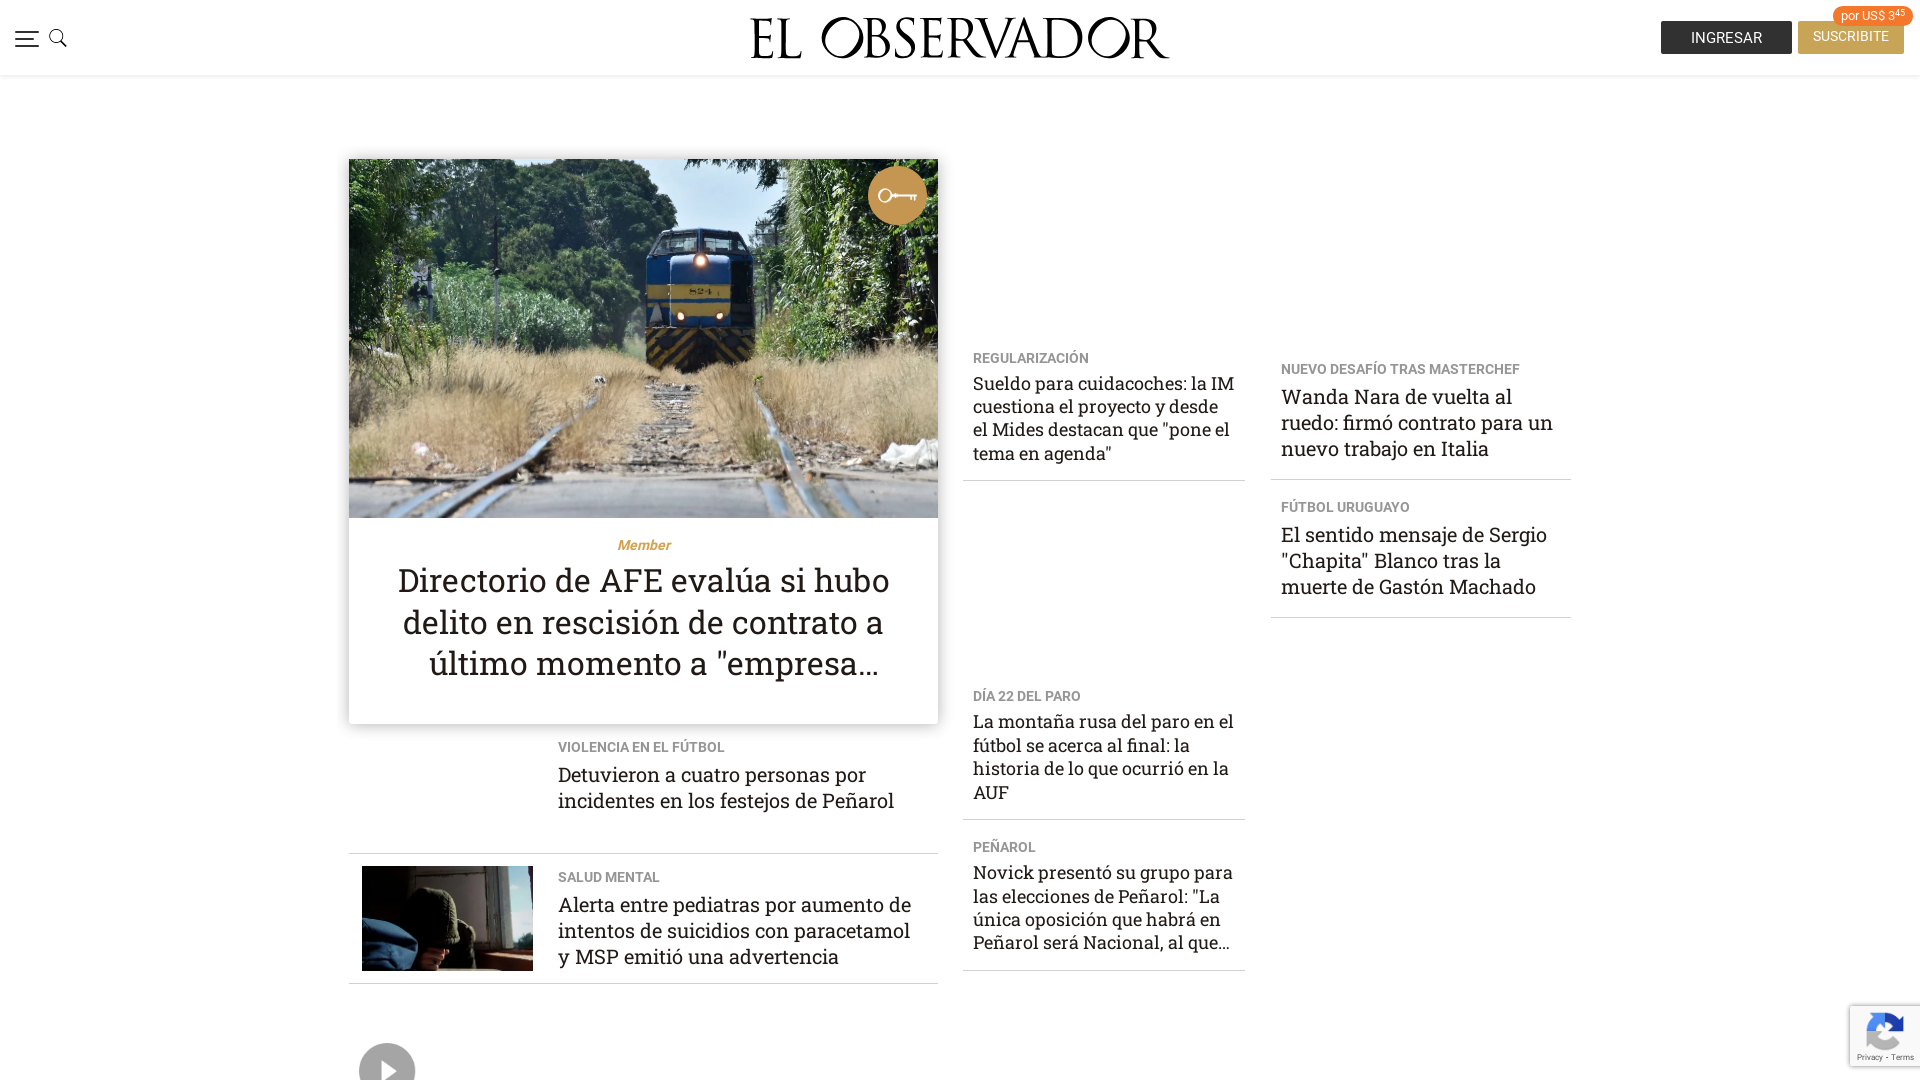 EL OBSERVADOR
INGRESAR
por US$ 3⁴⁵
SUSCRIBITE
824
Member
Directorio de AFE evalúa si hubo
delito en rescisión de contrato a
último momento a "empresa...
VIOLENCIA EN EL FÚTBOL
Detuvieron a cuatro personas por
incidentes en los festejos de Peñarol
SALUD MENTAL
Alerta entre pediatras por aumento de
intentos de suicidios con paracetamol
y MSP emitió una advertencia
REGULARIZACIÓN
Sueldo para cuidacoches: la IM
cuestiona el proyecto y desde
el Mides destacan que "pone el
tema en agenda"
DÍA 22 DEL PARO
La montaña rusa del paro en el
fútbol se acerca al final: la
historia de lo que ocurrió en la
AUF
PEÑAROL
Novick presentó su grupo para
las elecciones de Peñarol: "La
única oposición que habrá en
Peñarol será Nacional, al que...
NUEVO DESAFÍO TRAS MASTERCHEF
Wanda Nara de vuelta al
ruedo: firmó contrato para un
nuevo trabajo en Italia
FÚTBOL URUGUAYO
El sentido mensaje de Sergio
"Chapita" Blanco tras la
muerte de Gastón Machado
Privacy - Terms